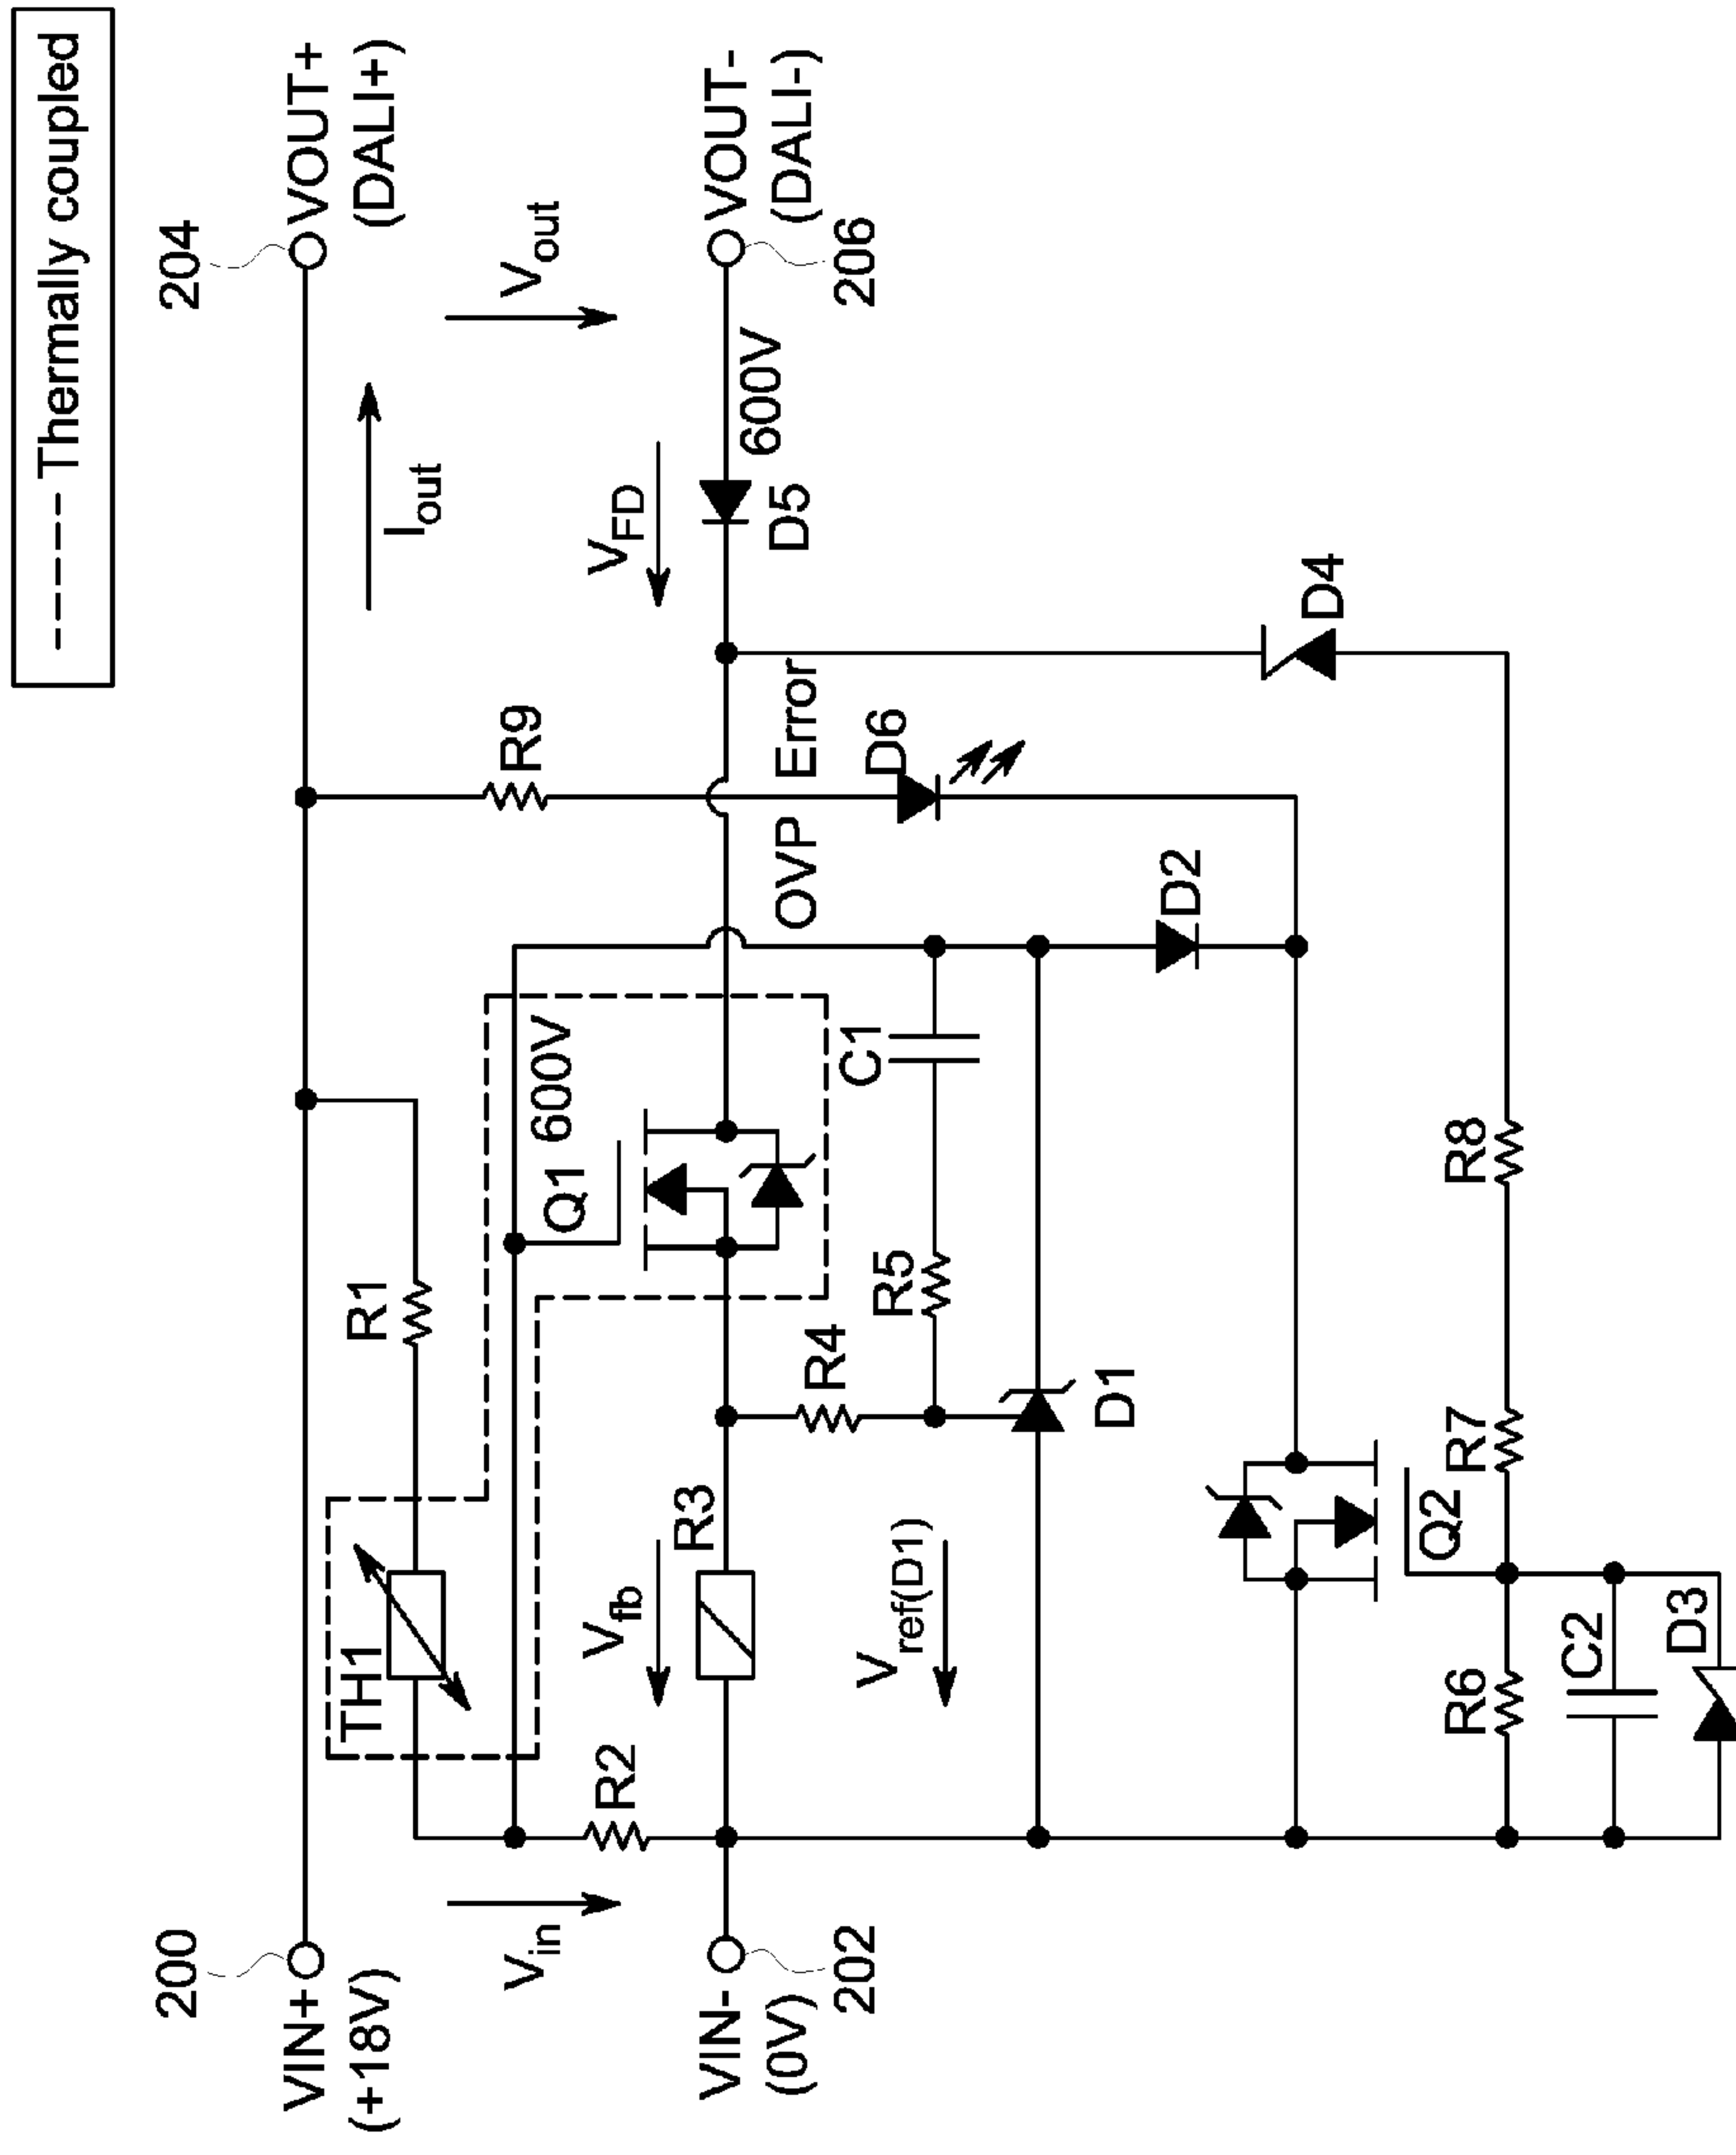 ----- Thermally coupled
200
VIN+
(+18V)
204
VOUT+
(DALI+)
Iout
R1
TH1
R9
Vin
R2
Q1 600V
Vout
Vfb
R3
VFD
VIN-
(0V)
202
VOUT-
(DALI-)
206
600V
D5
OVP Error
R4
R5
C1
D6
Vref(D1)
D1
D2
D4
Q2
R6
R7
R8
C2
D3